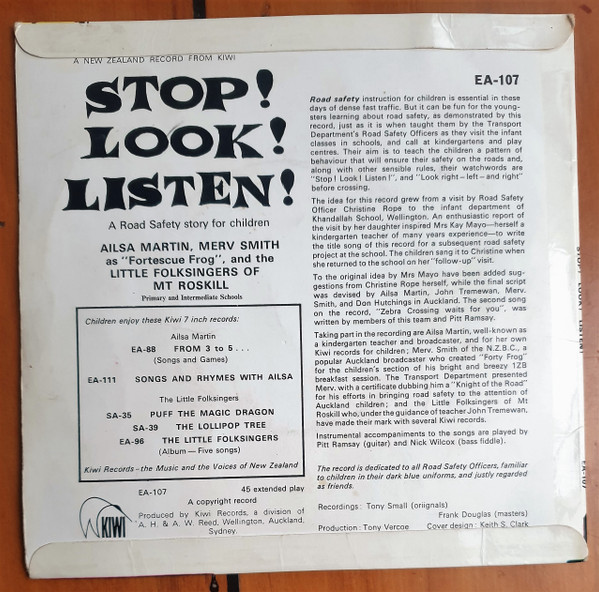 A NEW ZEALAND RECORD FROM KIWI
STOP!
LOOK!
LISTEN!
A Road Safety story for children
AILSA MARTIN, MERV SMITH
as "Fortescue Frog", and the
LITTLE FOLKSINGERS OF
MT ROSKILL
Primary and Intermediate Schools
Children enjoy these Kiwi 7 inch records:
Ailsa Martin
EA-88 FROM 3 to 5 . . .
(Songs and Games)
EA-111 SONGS AND RHYMES WITH AILSA
The Little Folksingers
SA-35 PUFF THE MAGIC DRAGON
SA-39 THE LOLLIPOP TREE
EA-96 THE LITTLE FOLKSINGERS
(Album — Five songs)
Kiwi Records – the Music and the Voices of New Zealand
EA-107 45 extended play
A copyright record
Produced by Kiwi Records, a division of
A. H. & A. W. Reed, Wellington, Auckland,
Sydney.
KIWI
EA-107
Road safety instruction for children is essential in these
days of dense fast traffic. But it can be fun for the young-
sters learning about road safety, as demonstrated by this
record, just as it is when taught them by the Transport
Department's Road Safety Officers as they visit the infant
classes in schools, and call at kindergartens and play
centres. Their aim is to teach the children a pattern of
behaviour that will ensure their safety on the roads and,
along with other sensible rules, their watchwords are
"Stop ! Look ! Listen !", and "Look right – left – and right"
before crossing.
The idea for this record grew from a visit by Road Safety
Officer Christine Rope to the infant department of
Khandallah School, Wellington. An enthusiastic report of
the visit by her daughter inspired Mrs Kay Mayo—herself a
kindergarten teacher of many years experience—to write
the title song of this record for a subsequent road safety
project at the school. The children sang it to Christine when
she returned to the school on her "follow-up" visit.
To the original idea by Mrs Mayo have been added sug-
gestions from Christine Rope herself, while the final script
was devised by Ailsa Martin, John Tremewan, Merv.
Smith, and Don Hutchings in Auckland. The second song
on the record, "Zebra Crossing waits for you", was
written by members of this team and Pitt Ramsay.
Taking part in the recording are Ailsa Martin, well-known as
a kindergarten teacher and broadcaster, and for her own
Kiwi records for children; Merv. Smith of the N.Z.B.C., a
popular Auckland broadcaster who created "Forty Frog"
for the children's section of his bright and breezy 1ZB
breakfast session. The Transport Department presented
Merv. with a certificate dubbing him a "Knight of the Road"
for his efforts in bringing road safety to the attention of
Auckland children; and the Little Folksingers of Mt
Roskill who, under the guidance of teacher John Tremewan,
have made their mark with several Kiwi records.
Instrumental accompaniments to the songs are played by
Pitt Ramsay (guitar) and Nick Wilcox (bass fiddle).
The record is dedicated to all Road Safety Officers, familiar
to children in their dark blue uniforms, and justly regarded
as friends.
Recordings : Tony Small (orignals)
Frank Douglas (masters)
Production : Tony Vercoe Cover design : Keith S. Clark
STOP! LOOK! LISTEN!
EA-107